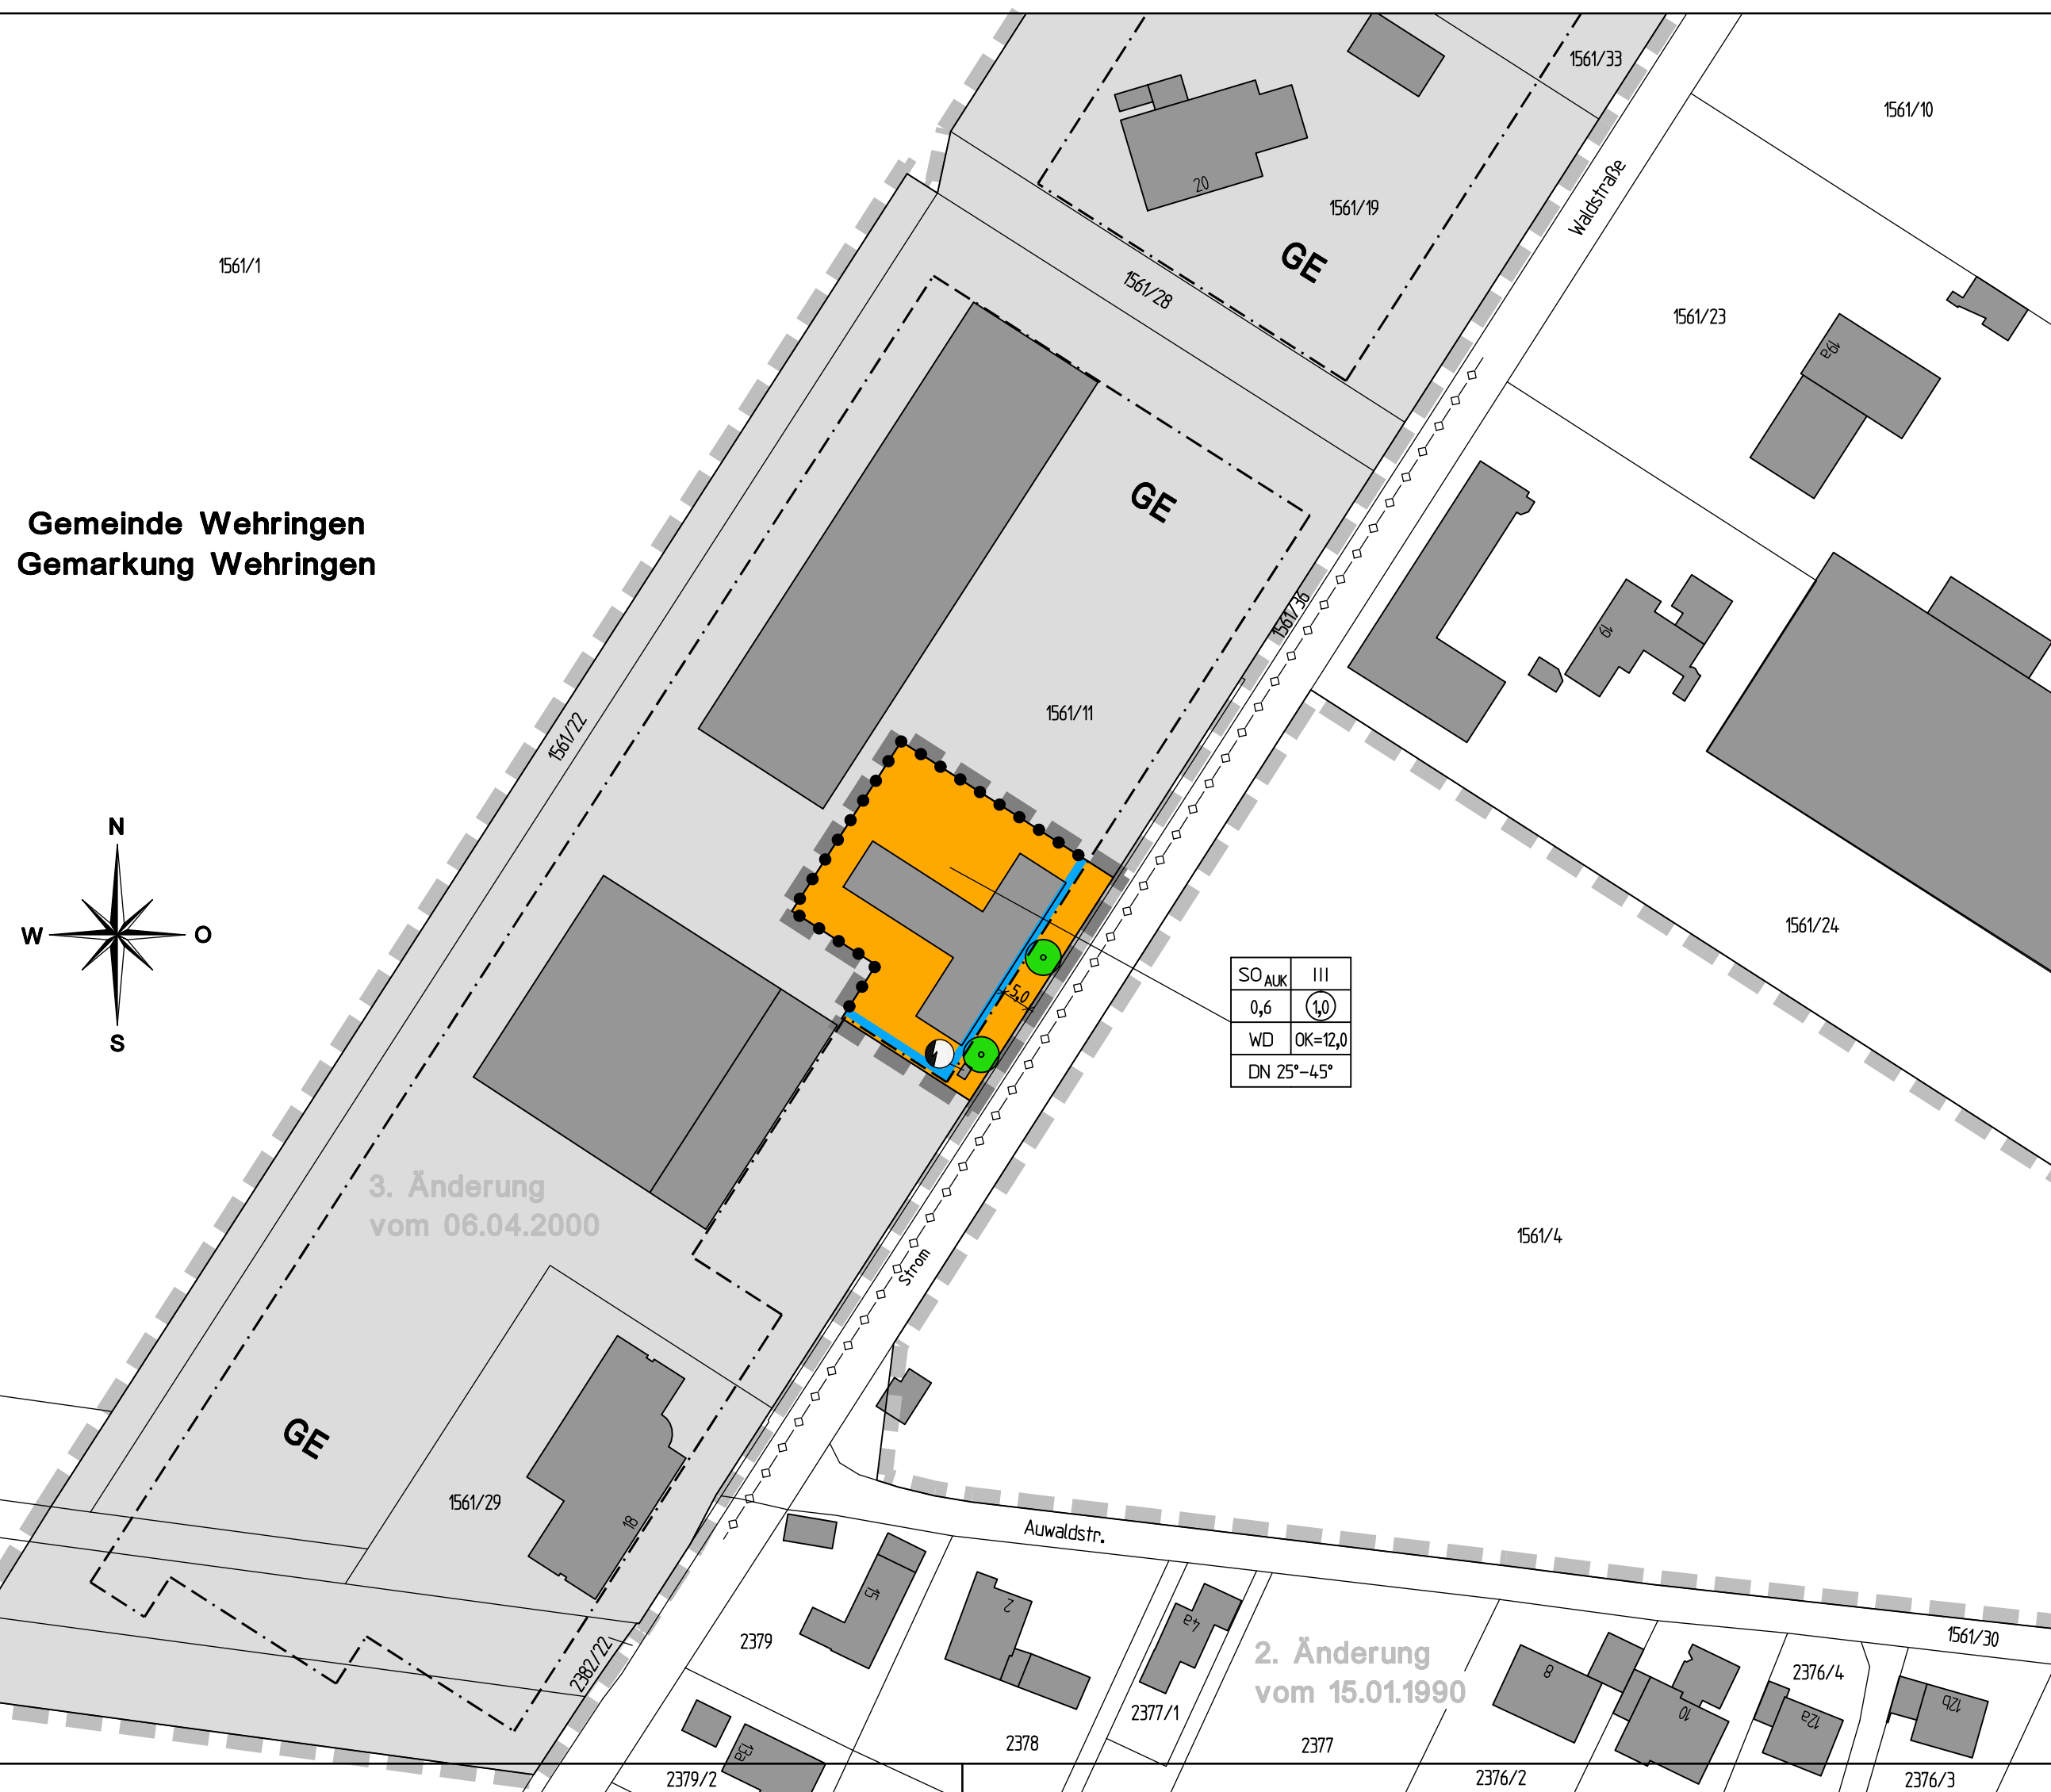 1561/33
1561/10
20
1561/19
Waldstraße
GE
1561/1
1561/28
1561/23
19a
GE
Gemeinde Wehringen
Gemarkung Wehringen
1561/36
19
1561/11
1561/22
N
W
O
S
1561/24
SO AUK III
0,6 1,0
WD OK=12,0
DN 25°-45°
5,0
3. Änderung
vom 06.04.2000
1561/4
Strom
GE
1561/29
18
Auwaldstr.
15
2
4a
2379
2382/22
2. Änderung
vom 15.01.1990
1561/30
8
10
2376/4
12a
12b
2377/1
13a
2378
2377
2379/2
2376/2
2376/3